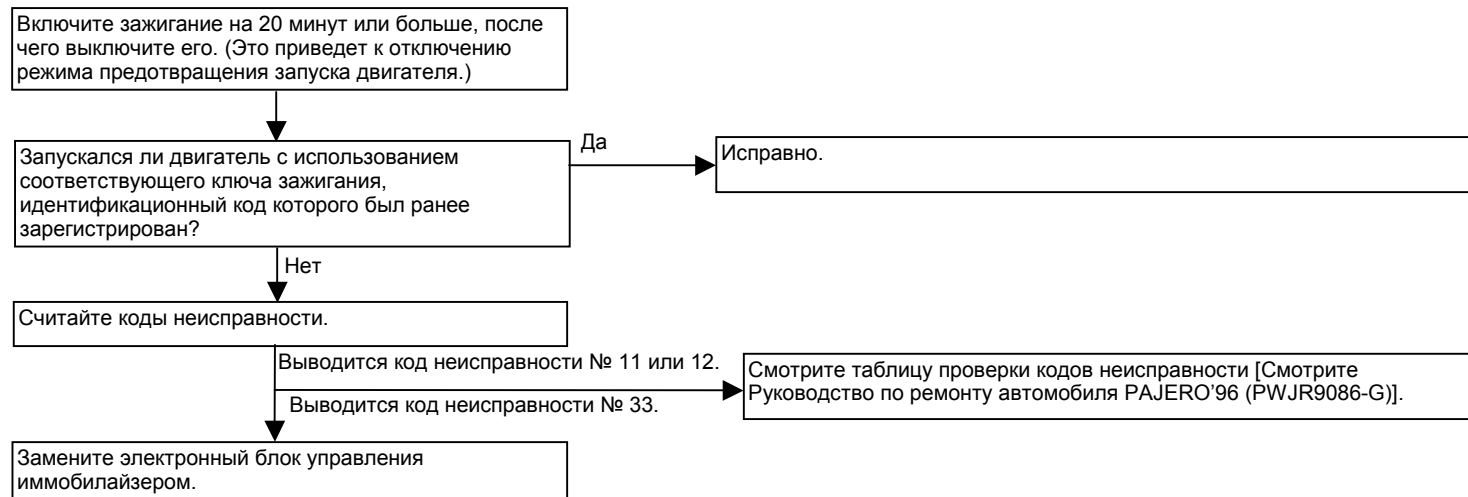 Включите зажигание на 20 минут или больше, после
чего выключите его. (Это приведет к отключению
режима предотвращения запуска двигателя.)
Запускался ли двигатель с использованием
соответствующего ключа зажигания,
идентификационный код которого был ранее
зарегистрирован?
Да
Исправно.
Нет
Считайте коды неисправности.
Выводится код неисправности № 11 или 12.
Смотрите таблицу проверки кодов неисправности [Смотрите
Руководство по ремонту автомобиля PAJERO’96 (PWJR9086-G)].
Выводится код неисправности № 33.
Замените электронный блок управления
иммобилайзером.